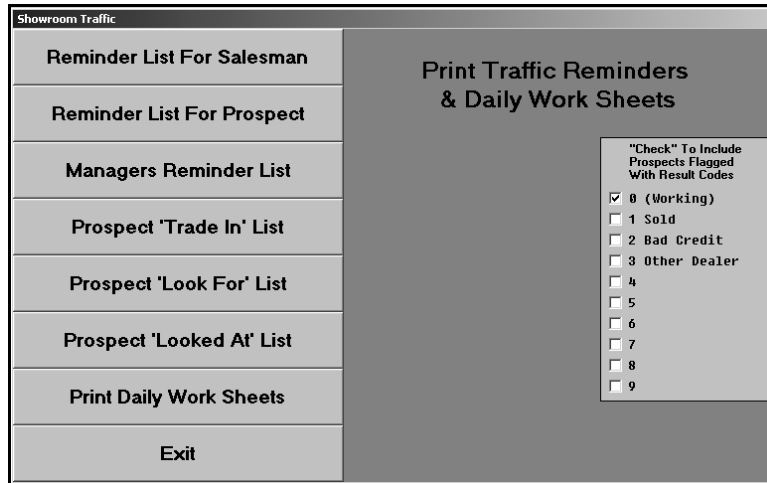 Showroom Traffic
Reminder List For Salesman
Reminder List For Prospect
Managers Reminder List
Prospect 'Trade In' List
Prospect 'Look For' List
Prospect 'Looked At' List
Print Daily Work Sheets
Exit
Print Traffic Reminders
& Daily Work Sheets
"Check" To Include
Prospects Flagged
With Result Codes
0 (Working)
1 Sold
2 Bad Credit
3 Other Dealer
4
5
6
7
8
9